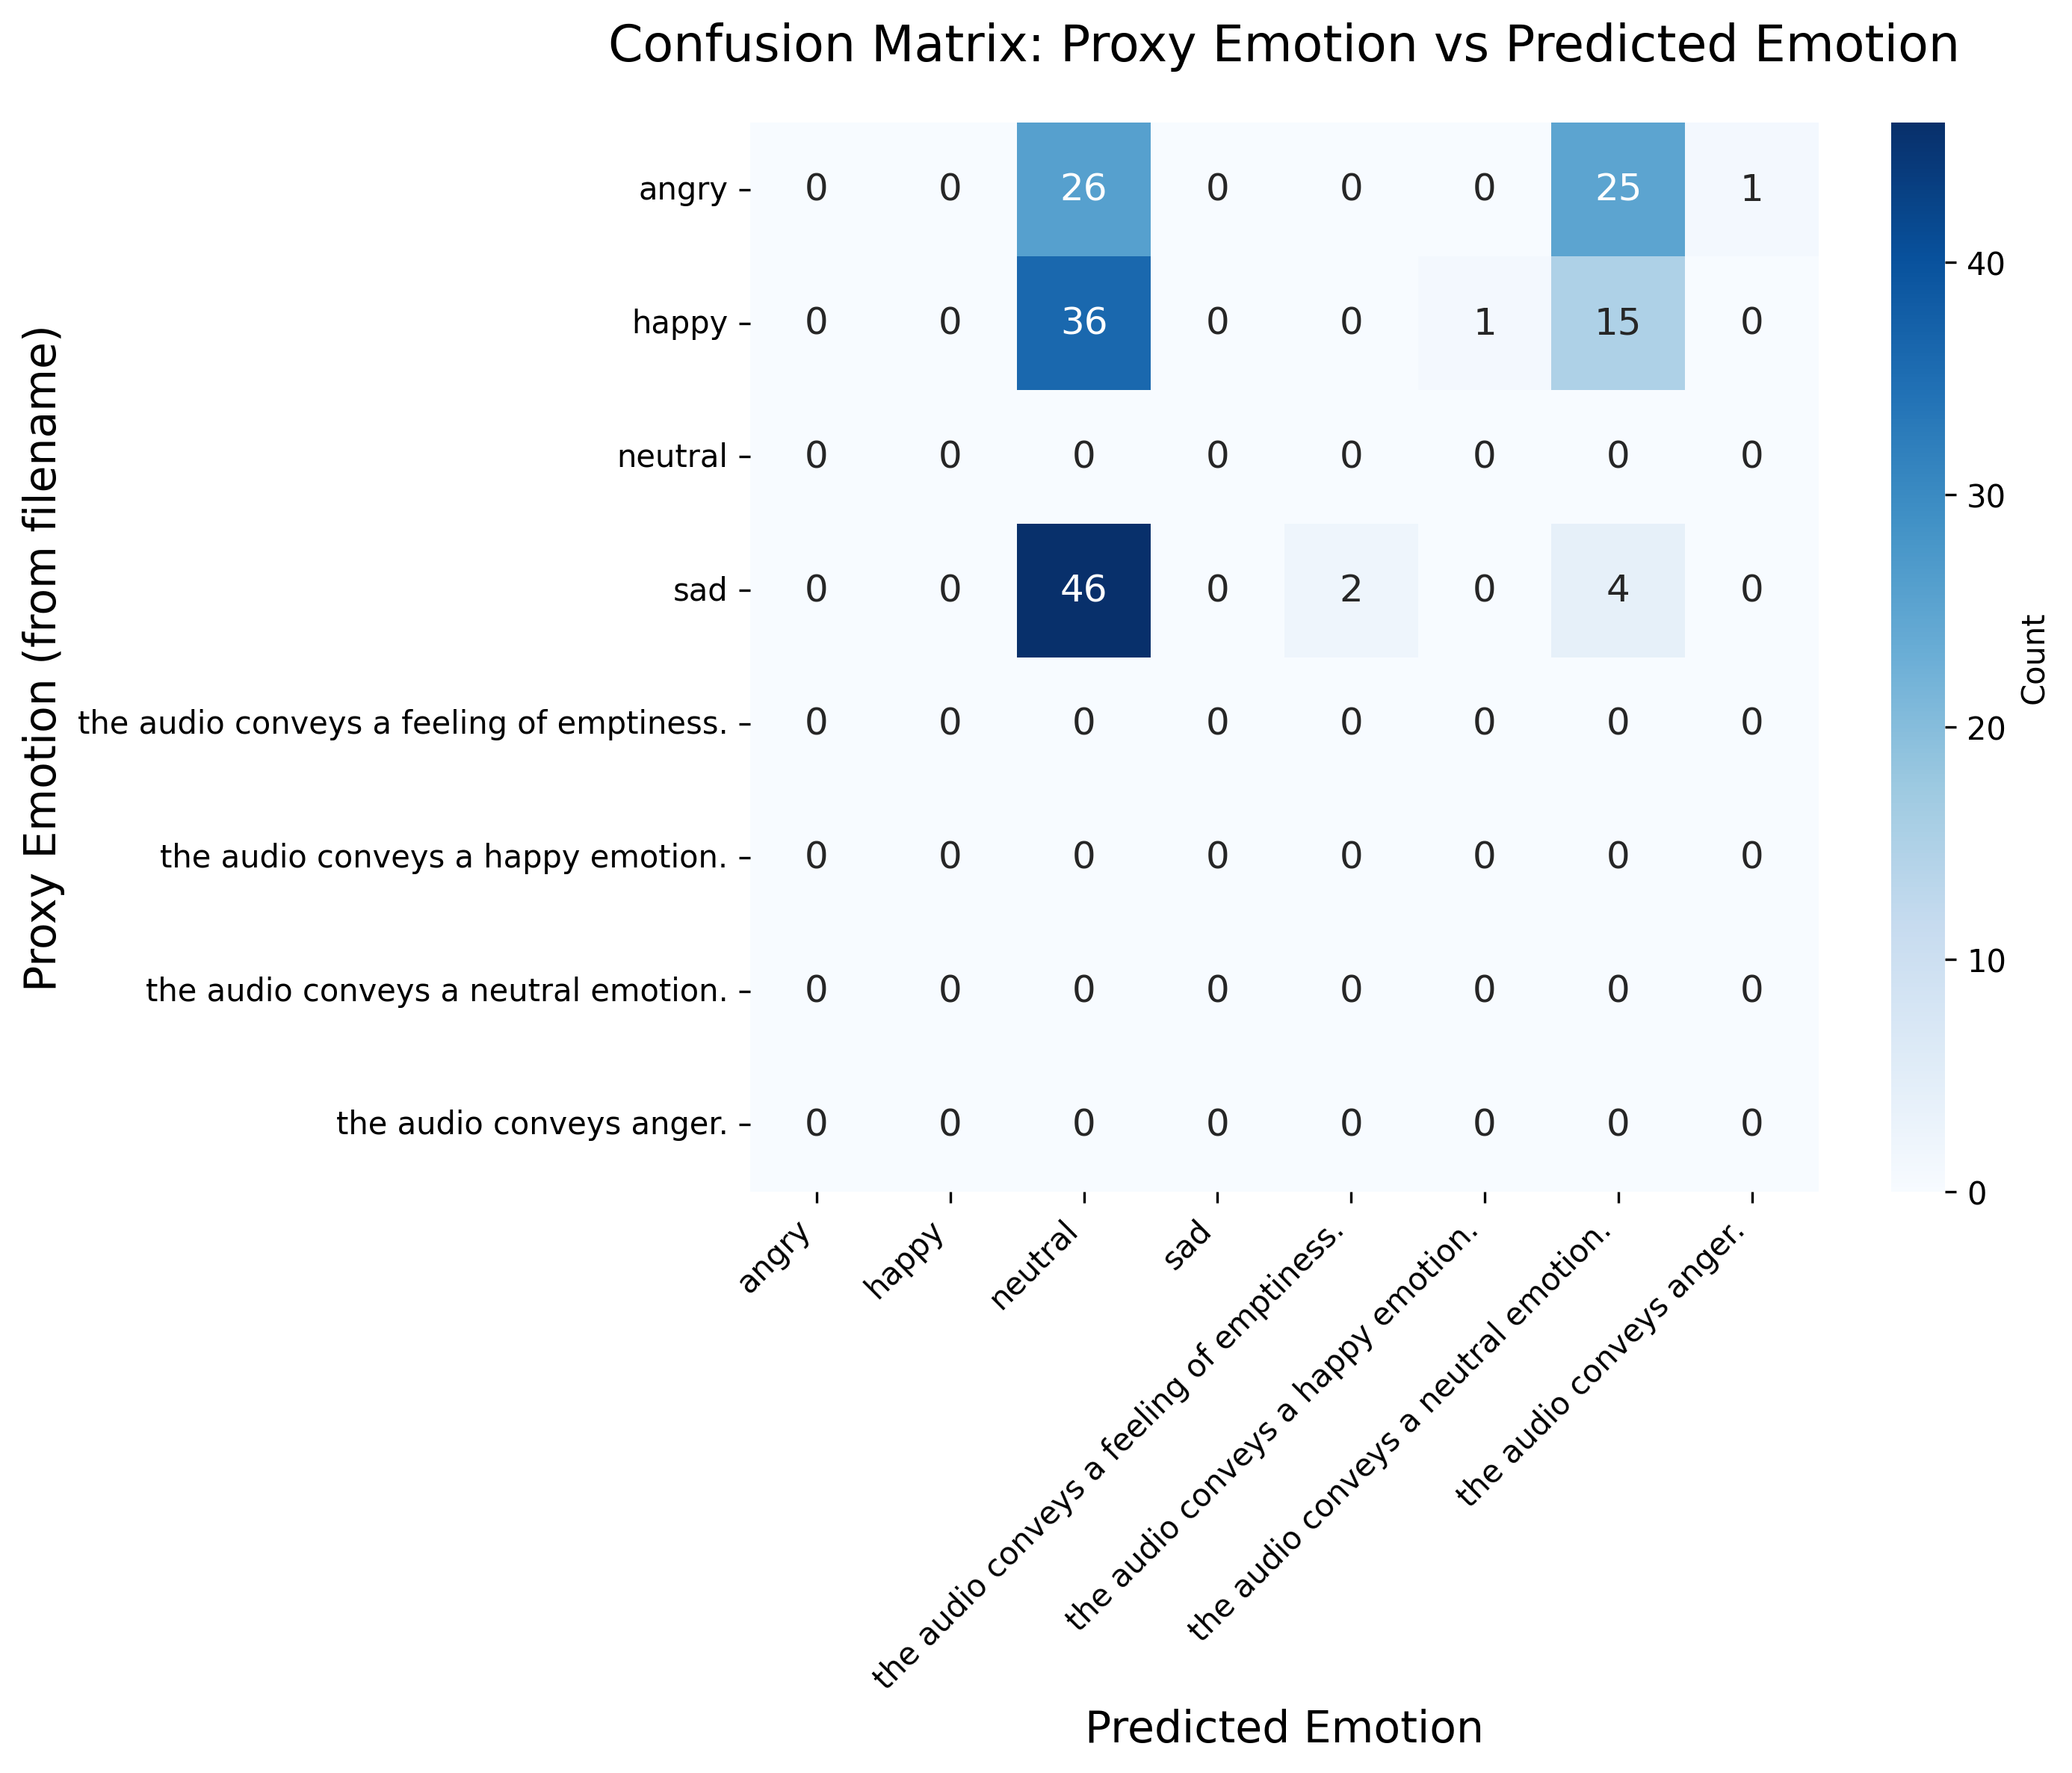 Confusion Matrix: Proxy Emotion vs Predicted Emotion
Proxy Emotion (from filename)
angry 0 0 26 0 0 0 25 1
happy 0 0 36 0 0 1 15 0
neutral 0 0 0 0 0 0 0 0
sad 0 0 46 0 2 0 4 0
the audio conveys a feeling of emptiness. 0 0 0 0 0 0 0 0
the audio conveys a happy emotion. 0 0 0 0 0 0 0 0
the audio conveys a neutral emotion. 0 0 0 0 0 0 0 0
the audio conveys anger. 0 0 0 0 0 0 0 0
angry
happy
neutral
sad
the audio conveys a feeling of emptiness.
the audio conveys a happy emotion.
the audio conveys a neutral emotion.
the audio conveys anger.
Predicted Emotion
40
30
20
10
0
Count